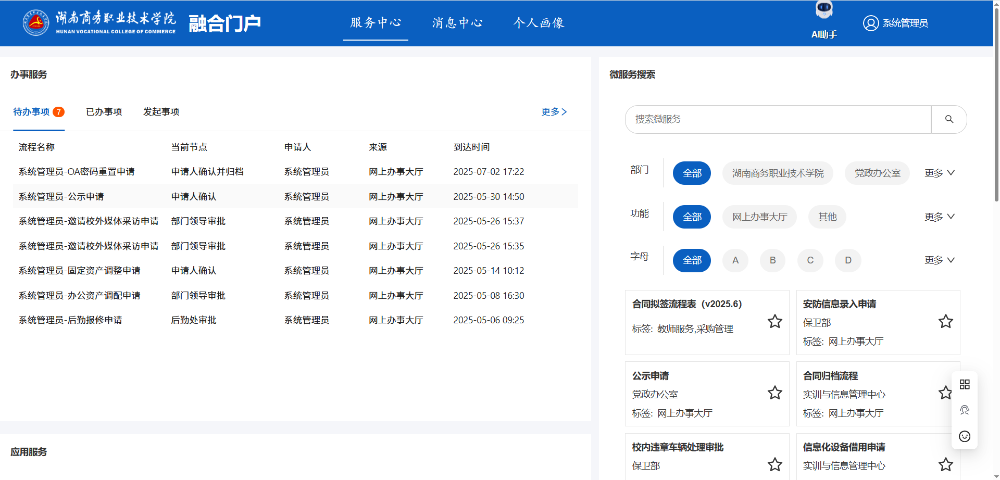 湖南商务职业技术学院
HUNAN VOCATIONAL COLLEGE OF COMMERCE
融合门户
服务中心
消息中心
个人画像
AI助手
系统管理员
办事服务
待办事项 7
已办事项
发起事项
更多
流程名称 当前节点 申请人 来源 到达时间
系统管理员-OA密码重置申请 申请人确认并归档 系统管理员 网上办事大厅 2025-07-02 17:22
系统管理员-公示申请 申请人确认 系统管理员 网上办事大厅 2025-05-30 14:50
系统管理员-邀请校外媒体采访申请 部门领导审批 系统管理员 网上办事大厅 2025-05-26 15:37
系统管理员-邀请校外媒体采访申请 部门领导审批 系统管理员 网上办事大厅 2025-05-26 15:35
系统管理员-固定资产调整申请 申请人确认 系统管理员 网上办事大厅 2025-05-14 10:12
系统管理员-办公资产调配申请 部门领导审批 系统管理员 网上办事大厅 2025-05-08 16:30
系统管理员-后勤报修申请 后勤处审批 系统管理员 网上办事大厅 2025-05-06 09:25
应用服务
微服务搜索
搜索微服务
部门 全部 湖南商务职业技术学院 党政办公室 更多
功能 全部 网上办事大厅 其他 更多
字母 全部 A B C D 更多
合同拟签流程表（v2025.6）
标签: 教师服务,采购管理
安防信息录入申请
保卫部
标签: 网上办事大厅
公示申请
党政办公室
标签: 网上办事大厅
合同归档流程
实训与信息管理中心
标签: 网上办事大厅
校内违章车辆处理审批
保卫部
信息化设备借用申请
实训与信息管理中心